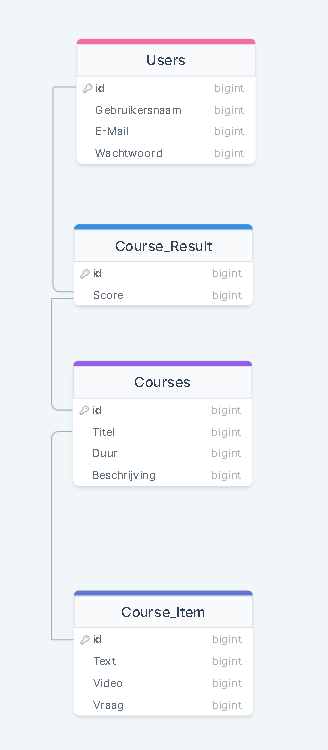 Users
id bigint
Gebruikersnaam bigint
E-Mail bigint
Wachtwoord bigint
Course_Result
id bigint
Score bigint
Courses
id bigint
Titel bigint
Duur bigint
Beschrijving bigint
Course_Item
id bigint
Text bigint
Video bigint
Vraag bigint